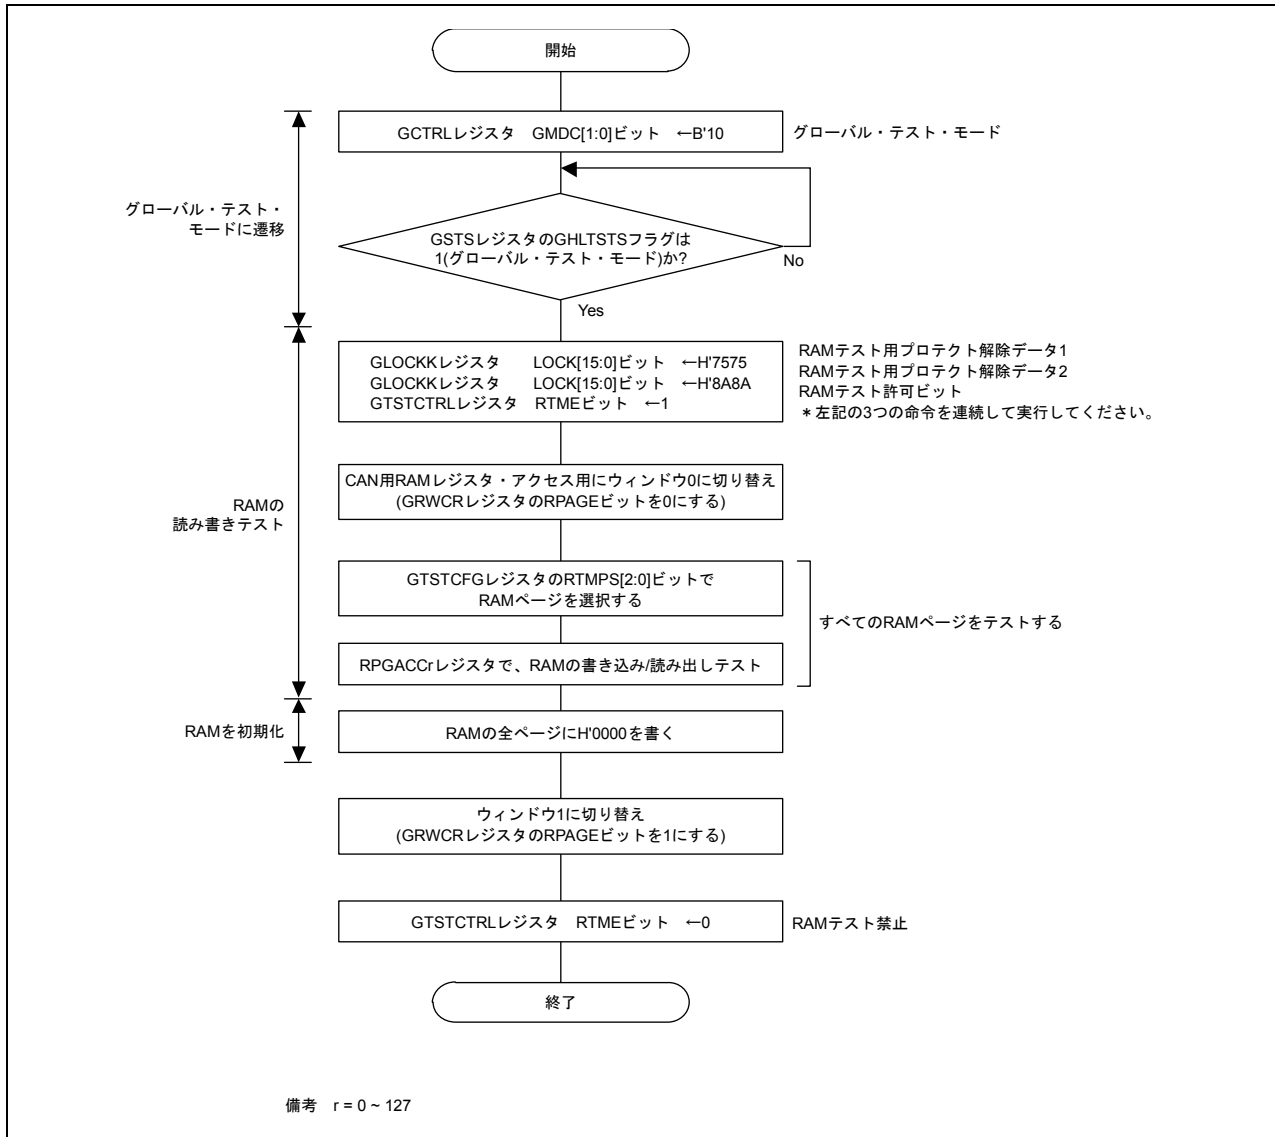 開始
GCTRLレジスタ　GMDC[1:0]ビット　←B'10
グローバル・テスト・モード
グローバル・テスト・
モードに遷移
GSTSレジスタのGHLTSTSフラグは
1(グローバル・テスト・モード)か?
No
Yes
GLOCKKレジスタ　　LOCK[15:0]ビット　←H'7575
GLOCKKレジスタ　　LOCK[15:0]ビット　←H'8A8A
GTSTCTRLレジスタ　RTMEビット　←1
RAMテスト用プロテクト解除データ1
RAMテスト用プロテクト解除データ2
RAMテスト許可ビット
＊左記の3つの命令を連続して実行してください。
CAN用RAMレジスタ・アクセス用にウィンドウ0に切り替え
(GRWCRレジスタのRPAGEビットを0にする)
RAMの
読み書きテスト
GTSTCFGレジスタのRTMPS[2:0]ビットで
RAMページを選択する
すべてのRAMページをテストする
RPGACCrレジスタで、RAMの書き込み/読み出しテスト
RAMを初期化
RAMの全ページにH'0000を書く
ウィンドウ1に切り替え
(GRWCRレジスタのRPAGEビットを1にする)
GTSTCTRLレジスタ　RTMEビット　←0
RAMテスト禁止
終了
備考　r = 0 ~ 127